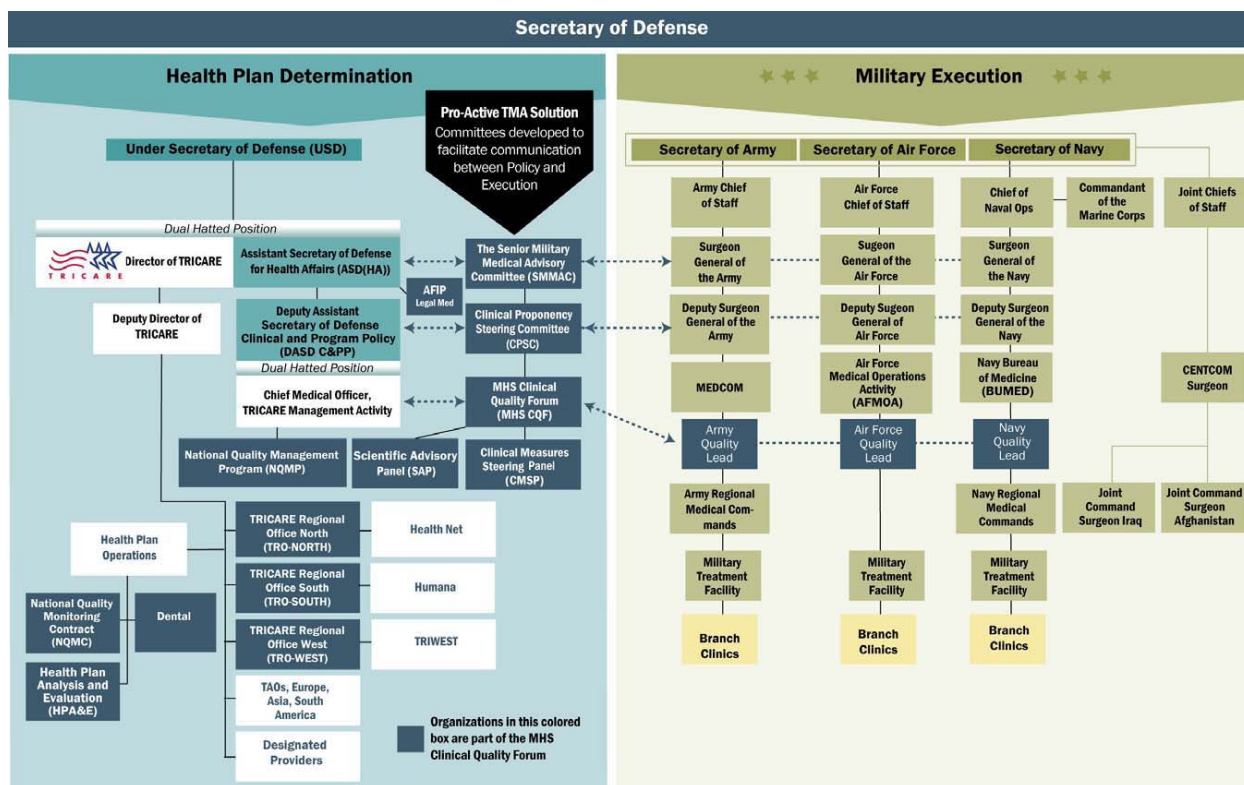 Secretary of Defense
Health Plan Determination
Pro-Active TMA Solution
Committees developed to
facilitate communication
between Policy and
Execution
Under Secretary of Defense (USD)
Dual Hatted Position
TRICARE
Director of TRICARE
Assistant Secretary of Defense
for Health Affairs (ASD(HA))
The Senior Military
Medical Advisory
Committee (SMMAC)
AFIP
Legal Med
Deputy Director of
TRICARE
Deputy Assistant
Secretary of Defense
Clinical and Program Policy
(DASD C&PP)
Clinical Proponency
Steering Committee
(CPSC)
Dual Hatted Position
Chief Medical Officer,
TRICARE Management Activity
MHS Clinical
Quality Forum
(MHS CQF)
National Quality Management
Program (NQMP)
Scientific Advisory
Panel (SAP)
Clinical Measures
Steering Panel
(CMSP)
Health Plan
Operations
National Quality
Monitoring
Contract
(NQMC)
Dental
Health Plan
Analysis and
Evaluation
(HPA&E)
TRICARE Regional
Office North
(TRO-NORTH)
Health Net
TRICARE Regional
Office South
(TRO-SOUTH)
Humana
TRICARE Regional
Office West
(TRO-WEST)
TRIWEST
TAOs, Europe,
Asia, South
America
Designated
Providers
Organizations in this colored
box are part of the MHS
Clinical Quality Forum
Military Execution
Secretary of Army
Secretary of Air Force
Secretary of Navy
Army Chief
of Staff
Air Force
Chief of Staff
Chief of
Naval Ops
Commandant
of the
Marine Corps
Joint Chiefs
of Staff
Surgeon
General of
the Army
Sugeon
General of the
Air Force
Surgeon
General of
the Navy
Deputy Surgeon
General of the
Army
Deputy Sugeon
General of
Air Force
Deputy Surgeon
General of the
Navy
MEDCOM
Air Force
Medical Operations
Activity
(AFMOA)
Navy Bureau
of Medicine
(BUMED)
CENTCOM
Surgeon
Army
Quality
Lead
Air Force
Quality
Lead
Navy
Quality
Lead
Army Regional
Medical Com-
mands
Navy Regional
Medical
Commands
Joint
Command
Surgeon Iraq
Joint Command
Surgeon
Afghanistan
Military
Treatment
Facility
Military
Treatment
Facility
Military
Treatment
Facility
Branch
Clinics
Branch
Clinics
Branch
Clinics